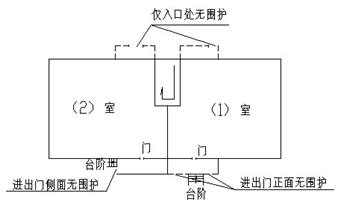 仅入口处无围护
(2) 室
(1) 室
门
门
台阶
进出门侧面无围护
进出门正面无围护
台阶